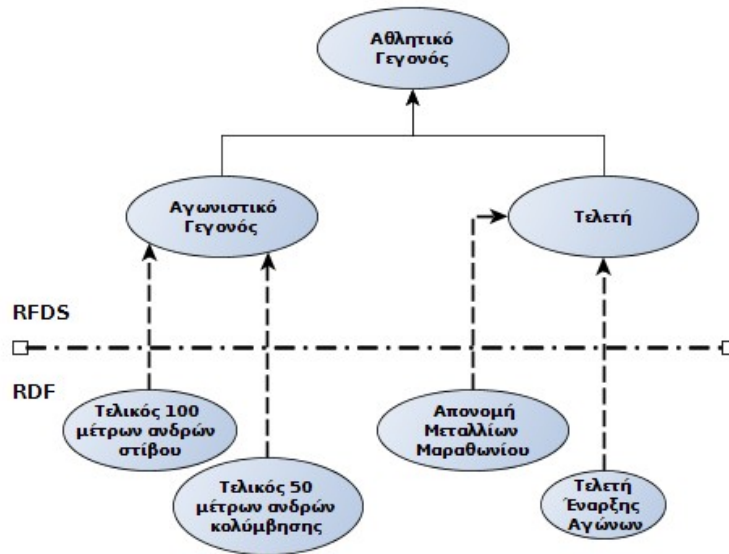 Αθλητικό
Γεγονός
Αγωνιστικό
Γεγονός
Τελετή
RFDS
RDF
Τελικός 100
μέτρων ανδρών
στίβου
Απονομή
Μεταλλίων
Μαραθωνίου
Τελικός 50
μέτρων ανδρών
κολύμβησης
Τελετή
Έναρξης
Αγώνων